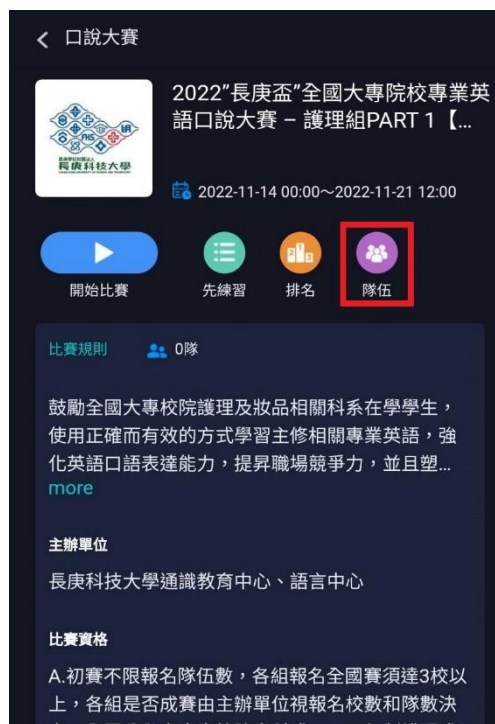 口說大賽
2022"長庚盃"全國大專院校專業英
語口說大賽 – 護理組PART 1【...
長庚科技大學
2022-11-14 00:00～2022-11-21 12:00
開始比賽
先練習
排名
隊伍
比賽規則
0隊
鼓勵全國大專校院護理及妝品相關科系在學學生，
使用正確而有效的方式學習主修相關專業英語，強
化英語口語表達能力，提昇職場競爭力，並且塑...
more
主辦單位
長庚科技大學通識教育中心、語言中心
比賽資格
A.初賽不限報名隊伍數，各組報名全國賽須達3校以
上，各組是否成賽由主辦單位視報名校數和隊數決